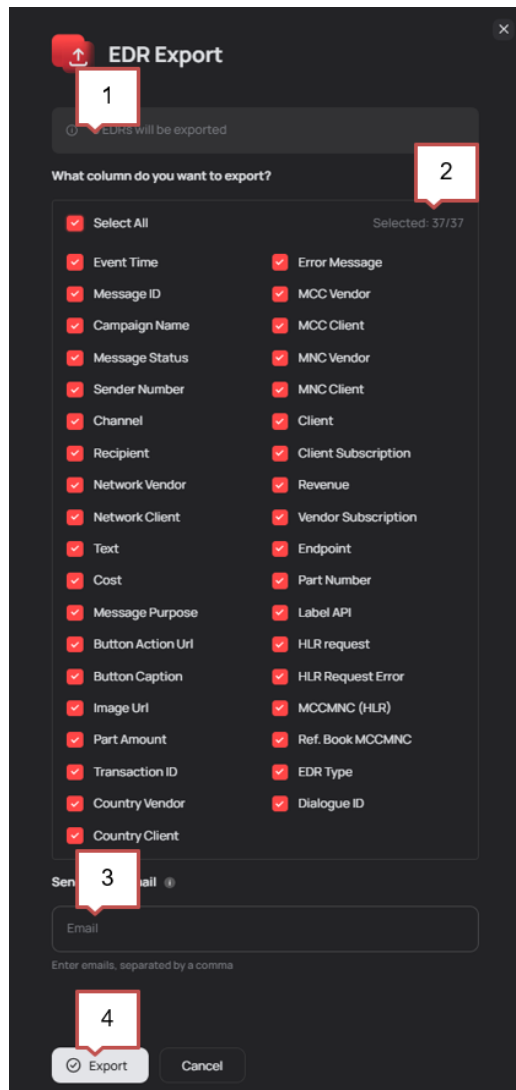 EDR Export
1
EDRs will be exported
What column do you want to export?
2
Select All
Selected: 37/37
Event Time
Error Message
Message ID
MCC Vendor
Campaign Name
MCC Client
Message Status
MNC Vendor
Sender Number
MNC Client
Channel
Client
Recipient
Client Subscription
Network Vendor
Revenue
Network Client
Vendor Subscription
Text
Endpoint
Cost
Part Number
Message Purpose
Label API
Button Action Url
HLR request
Button Caption
HLR Request Error
Image Url
MCCMNC (HLR)
Part Amount
Ref. Book MCCMNC
Transaction ID
EDR Type
Country Vendor
Dialogue ID
Country Client
3
Email
Enter emails, separated by a comma
4
Export
Cancel